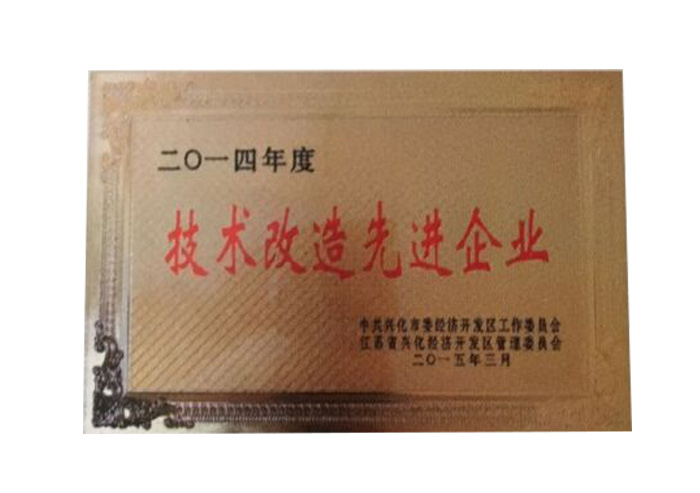 二〇一四年度
技术改造先进企业
中共兴化市委经济开发区工作委员会
江苏省兴化经济开发区管理委员会
二〇一五年三月